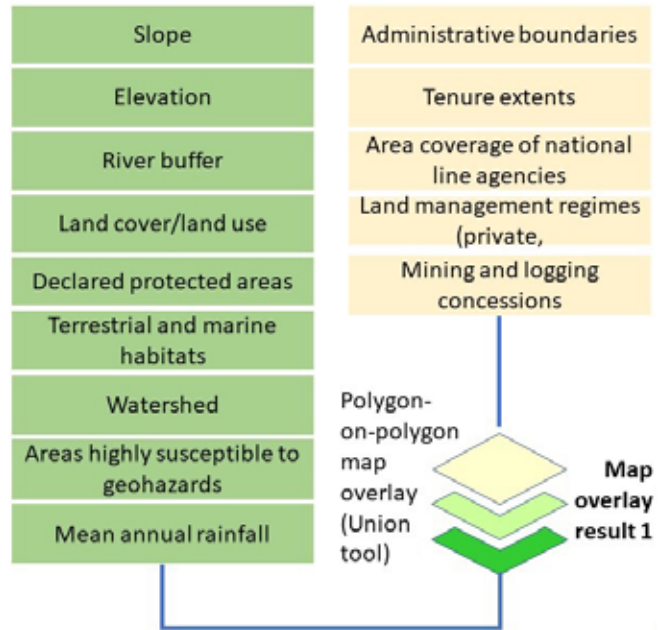 Slope
Elevation
River buffer
Land cover/land use
Declared protected areas
Terrestrial and marine
habitats
Watershed
Areas highly susceptible to
geohazards
Mean annual rainfall
Administrative boundaries
Tenure extents
Area coverage of national
line agencies
Land management regimes
(private,
Mining and logging
concessions
Polygon-
on-polygon
map
overlay
(Union
tool)
Map
overlay
result 1